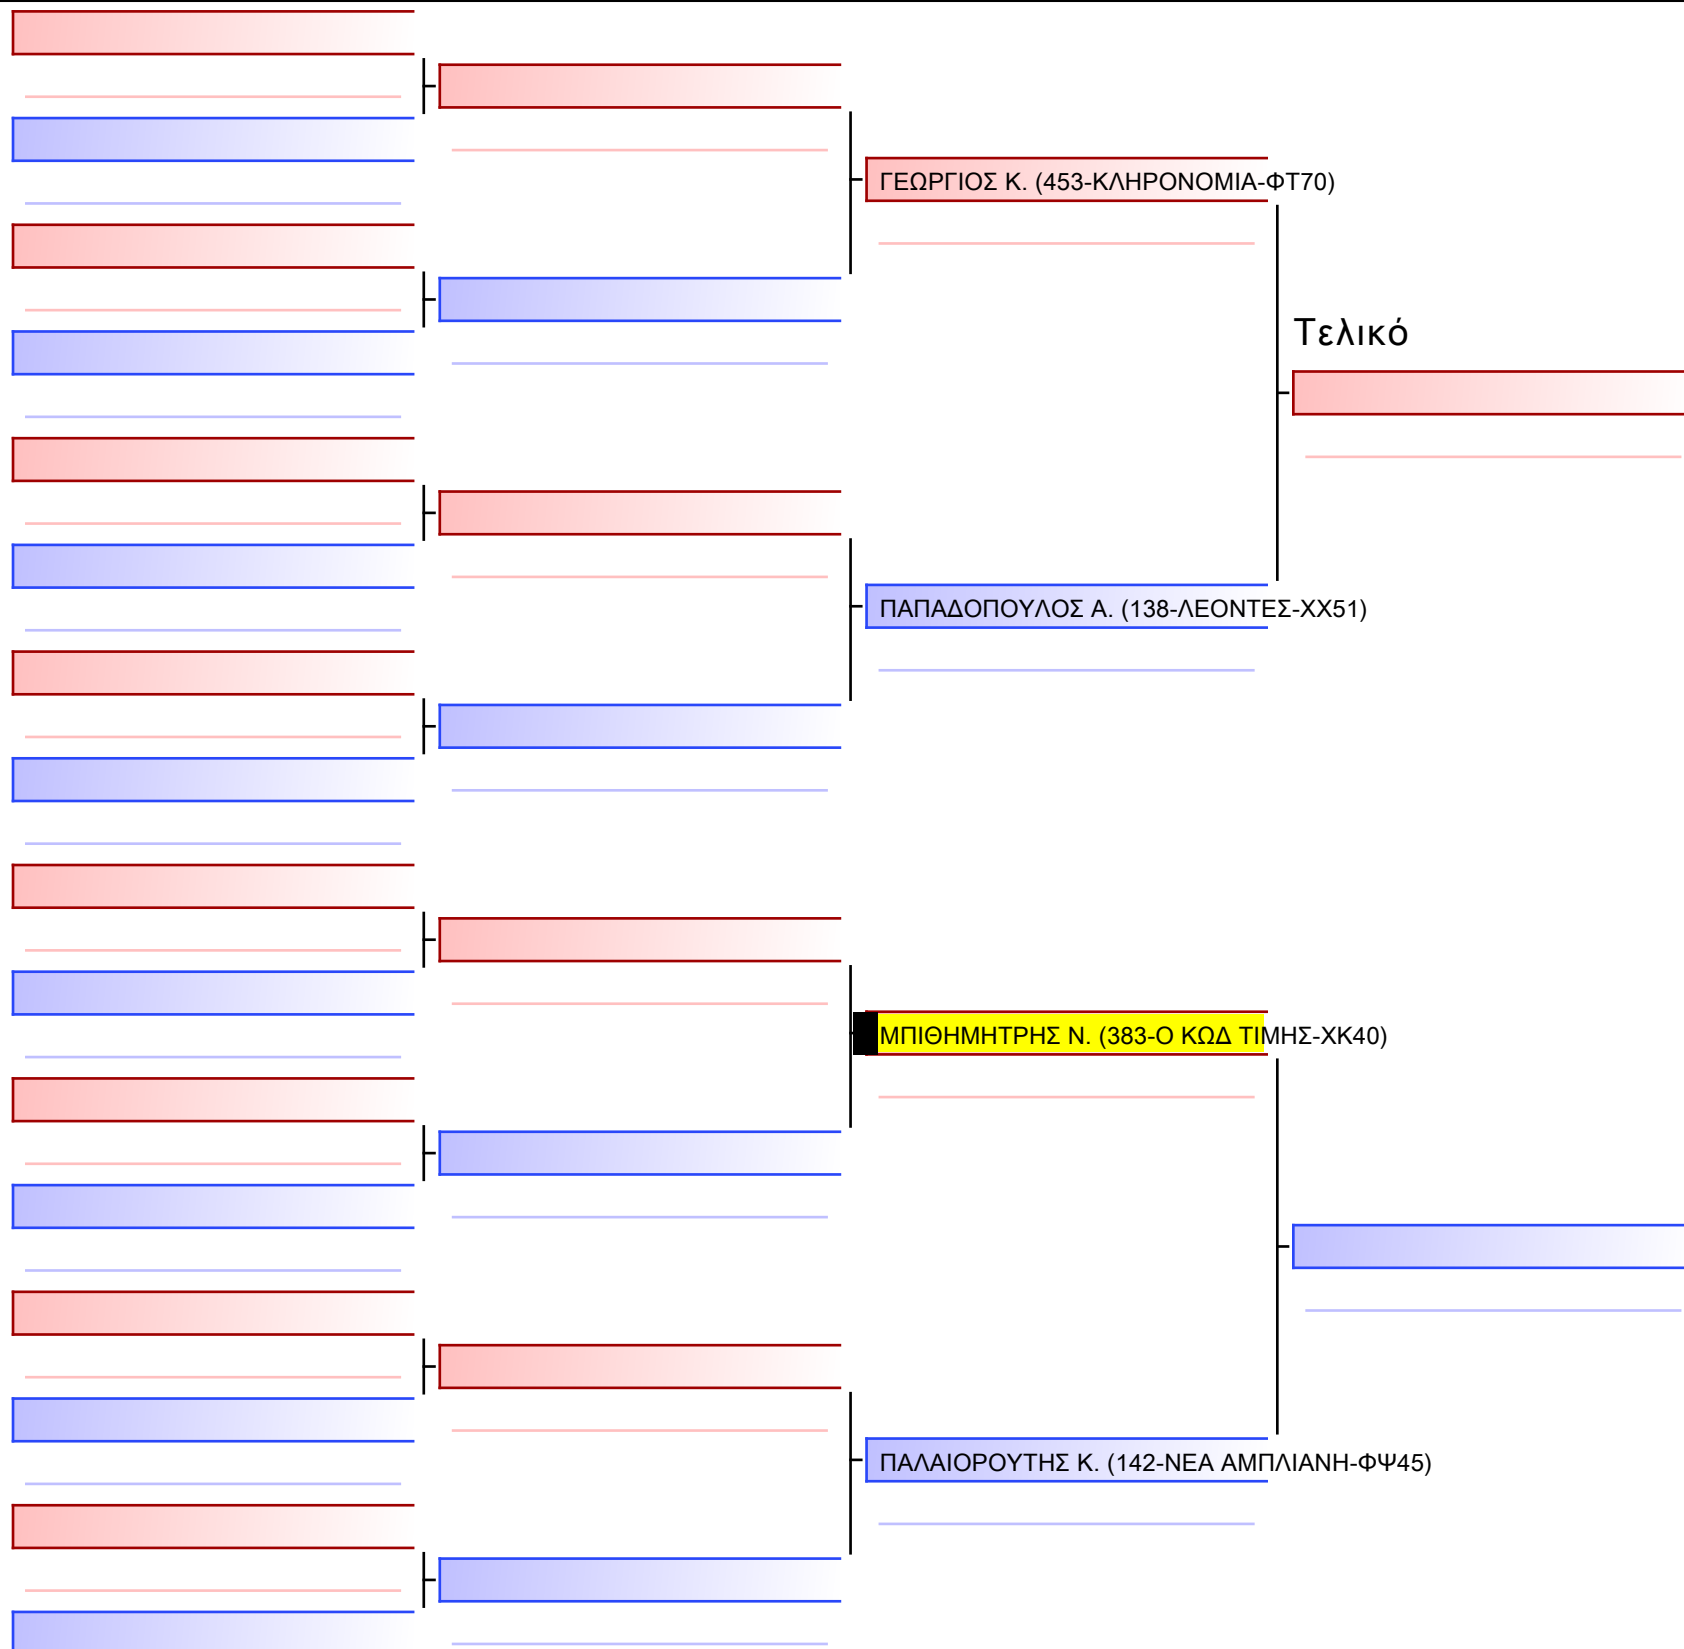 ΓΕΩΡΓΙΟΣ Κ. (453-ΚΛΗΡΟΝΟΜΙΑ-ΦΤ70)
Τελικό
ΠΑΠΑΔΟΠΟΥΛΟΣ Α. (138-ΛΕΟΝΤΕΣ-ΧΧ51)
ΜΠΙΘΗΜΗΤΡΗΣ Ν. (383-Ο ΚΩΔ ΤΙΜΗΣ-ΧΚ40)
ΠΑΛΑΙΟΡΟΥΤΗΣ Κ. (142-ΝΕΑ ΑΜΠΛΙΑΝΗ-ΦΨ45)